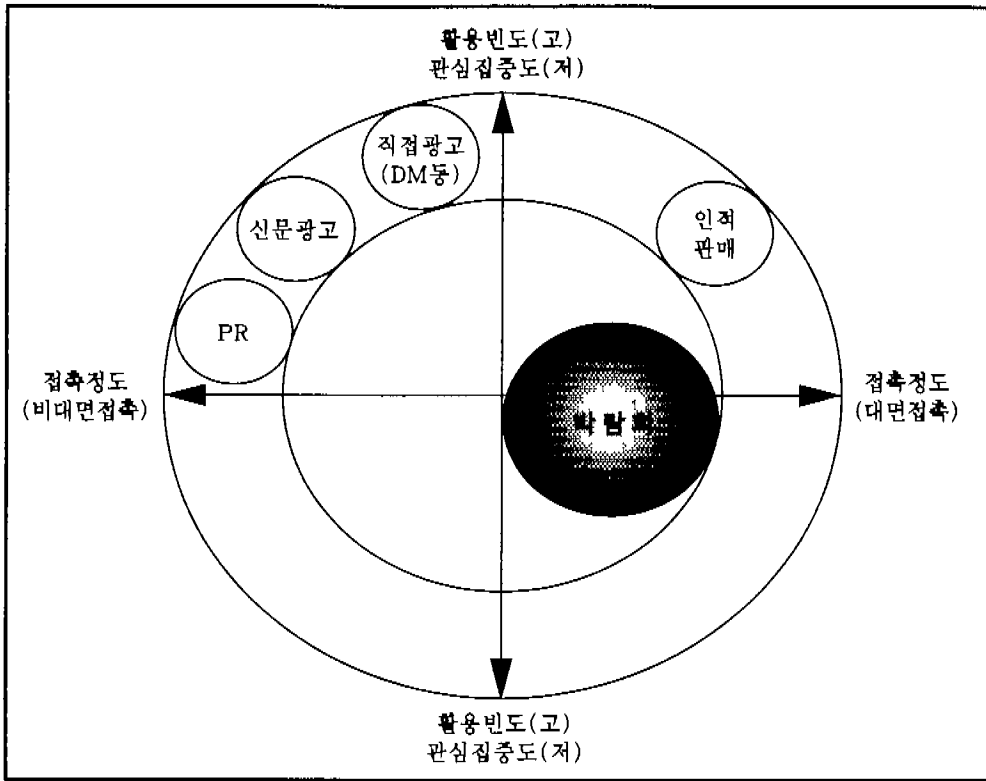 활용빈도(고)
관심집중도(저)
직접광고
(DM등)
신문광고
인적
판매
PR
접촉정도
(비대면접촉)
박람회
접촉정도
(대면접촉)
활용빈도(고)
관심집중도(저)